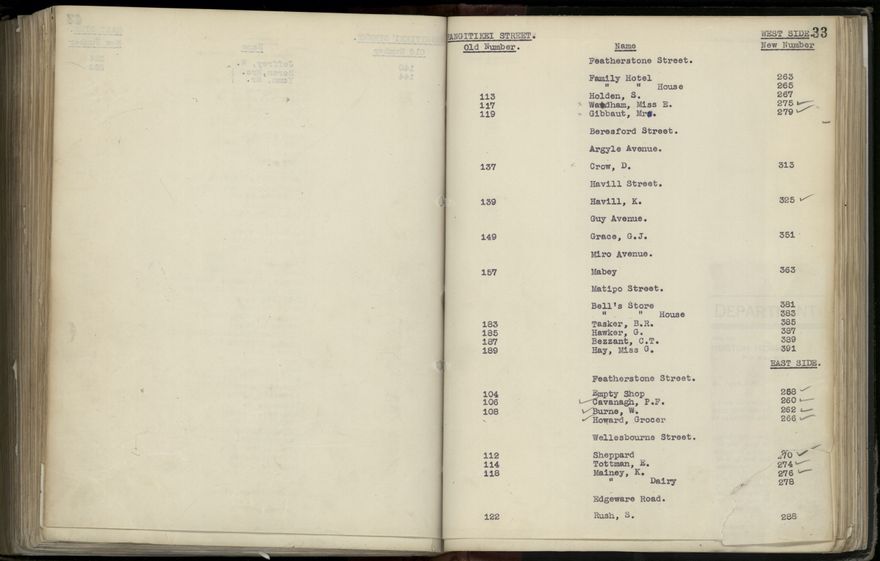 33
ANGITIKEI STREET. WEST SIDE.
Old Number. Name New Number
Featherstone Street.
Family Hotel 263
" " House 265
113 Holden, S. 267
117 Miss E. 275
119 Gibbaut, 279
Beresford Street.
Argyle Avenue.
137 Crow, D. 313
Havill Street.
139 Havill, K. 325
Guy Avenue.
149 Grace, G.J. 351
Miro Avenue.
157 Mabey 363
Matipo Street.
Bell's Store 381
" " House 383
183 Tasker, B.R. 385
185 Hawker, G. 387
187 Bezzant, C.T. 389
189 Hay, Miss G. 391
EAST SIDE.
Featherstone Street.
104 Empty Shop 258
106 Cavanagh, P.F. 260
108 Burne, W. 262
Howard, Grocer 266
Wellesbourne Street.
112 Sheppard 70
114 Tottman, E. 274
118 Mainey, K. 276
" Dairy 278
Edgeware Road.
122 Rush, S. 288